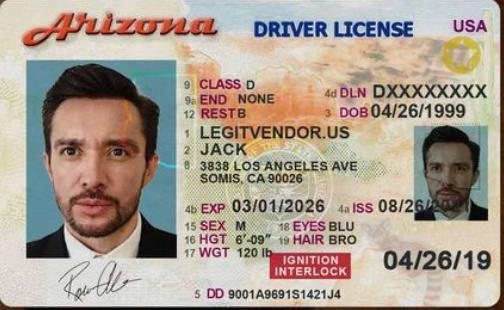 Arizona DRIVER LICENSE USA
9 CLASS D
9a END NONE
12 REST B
4d DLN DXXXXXXXX
3 DOB 04/26/1999
1 LEGITVENDOR.US
2 JACK
8 3838 LOS ANGELES AVE
SOMIS, CA 90026
4b EXP 03/01/2026 4a ISS 08/26/20
15 SEX M 18 EYES BLU
16 HGT 6'-09" 19 HAIR BRO
17 WGT 120 lb
IGNITION
INTERLOCK
04/26/19
5 DD 9001A9691S1421J4